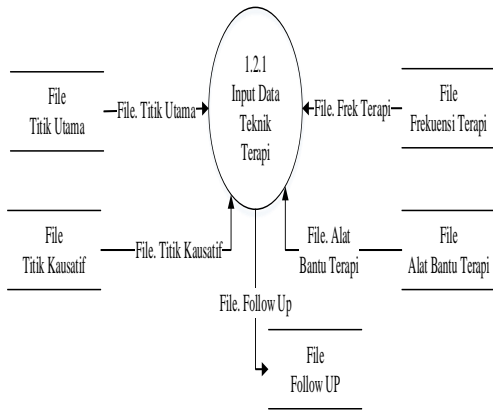 1.2.1
Input Data
Teknik
Terapi
File
Titik Utama
File. Titik Utama
File. Frek Terapi
File
Frekuensi Terapi
File
Titik Kausatif
File. Titik Kausatif
File. Alat
Bantu Terapi
File
Alat Bantu Terapi
File. Follow Up
File
Follow UP